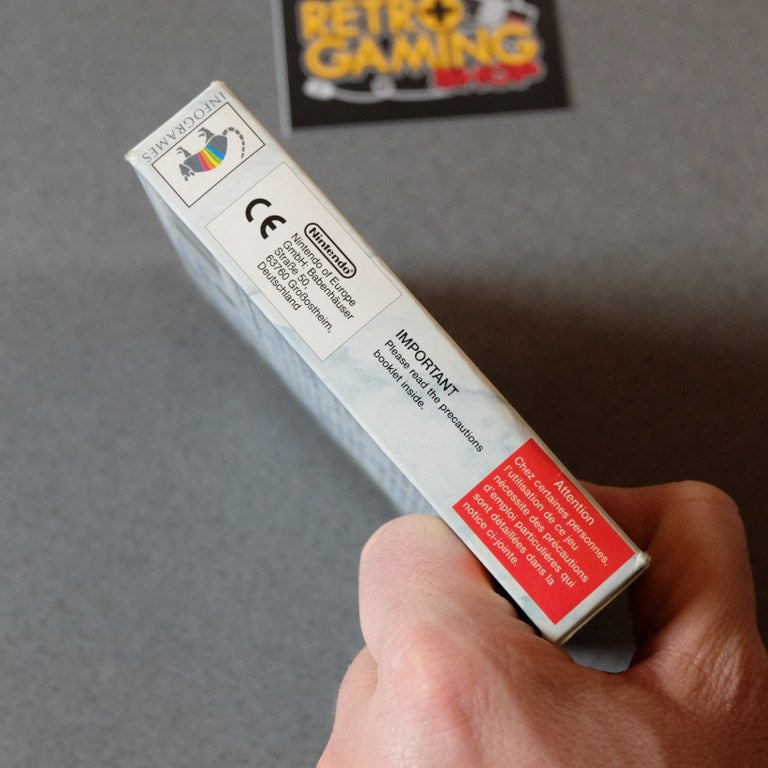 RETRO
GAMING
SHOP
INFOGRAMES
CE
Nintendo
Nintendo of Europe
GmbH: Babenhäuser
Straße 50,
63760 Großostheim,
Deutschland
IMPORTANT
Please read the precautions
booklet inside.
Attention
Chez certaines personnes,
l'utilisation de ce jeu
nécessite des précautions
d'emploi particulières qui
sont détaillées dans la
notice ci-jointe.